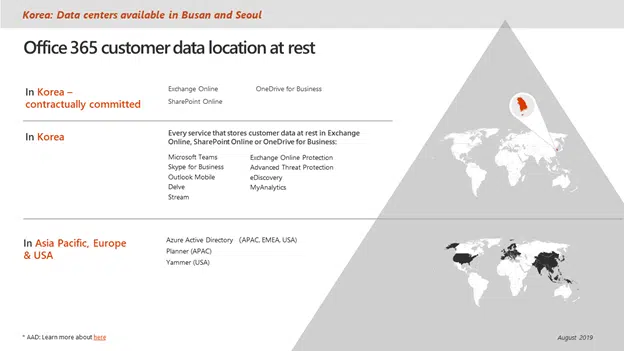 Korea: Data centers available in Busan and Seoul
Office 365 customer data location at rest
In Korea –
contractually committed
Exchange Online
OneDrive for Business
SharePoint Online
In Korea
Every service that stores customer data at rest in Exchange
Online, SharePoint Online or OneDrive for Business:
Microsoft Teams
Skype for Business
Outlook Mobile
Delve
Stream
Exchange Online Protection
Advanced Threat Protection
eDiscovery
MyAnalytics
In Asia Pacific, Europe
& USA
Azure Active Directory (APAC, EMEA, USA)
Planner (APAC)
Yammer (USA)
* AAD: Learn more about here
August 2019